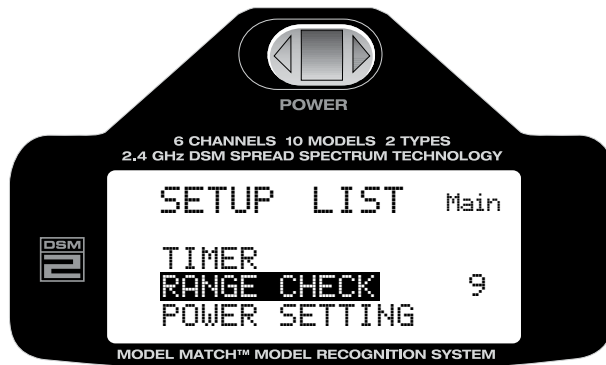 POWER
6 CHANNELS 10 MODELS 2 TYPES
2.4 GHz DSM SPREAD SPECTRUM TECHNOLOGY
SETUP LIST Main
DSM
2
TIMER
RANGE CHECK 9
POWER SETTING
MODEL MATCH™ MODEL RECOGNITION SYSTEM